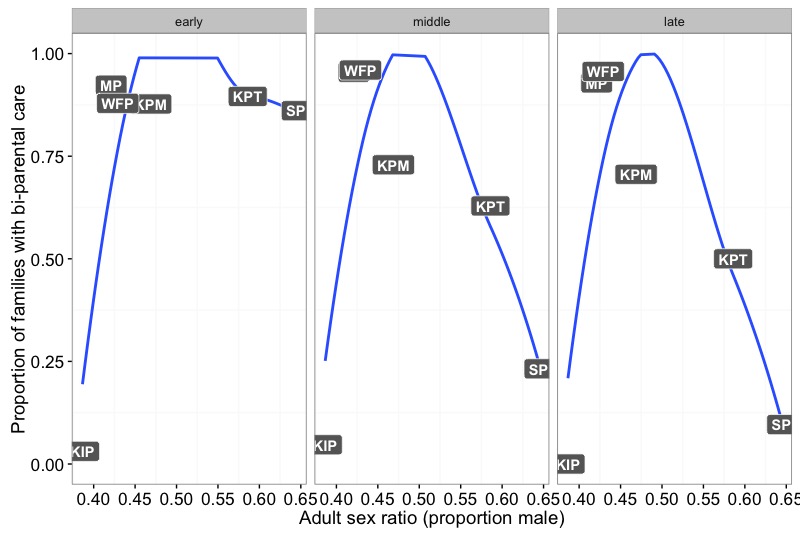 early middle late
Proportion of families with bi-parental care
1.00
0.75
0.50
0.25
0.00
MP
WFP
KPM
KPT
SP
KIP
WFP
KPM
KPT
SP
KIP
WFP
MP
KPM
KPT
SP
KIP
0.40 0.45 0.50 0.55 0.60 0.65 0.40 0.45 0.50 0.55 0.60 0.65 0.40 0.45 0.50 0.55 0.60 0.65
Adult sex ratio (proportion male)